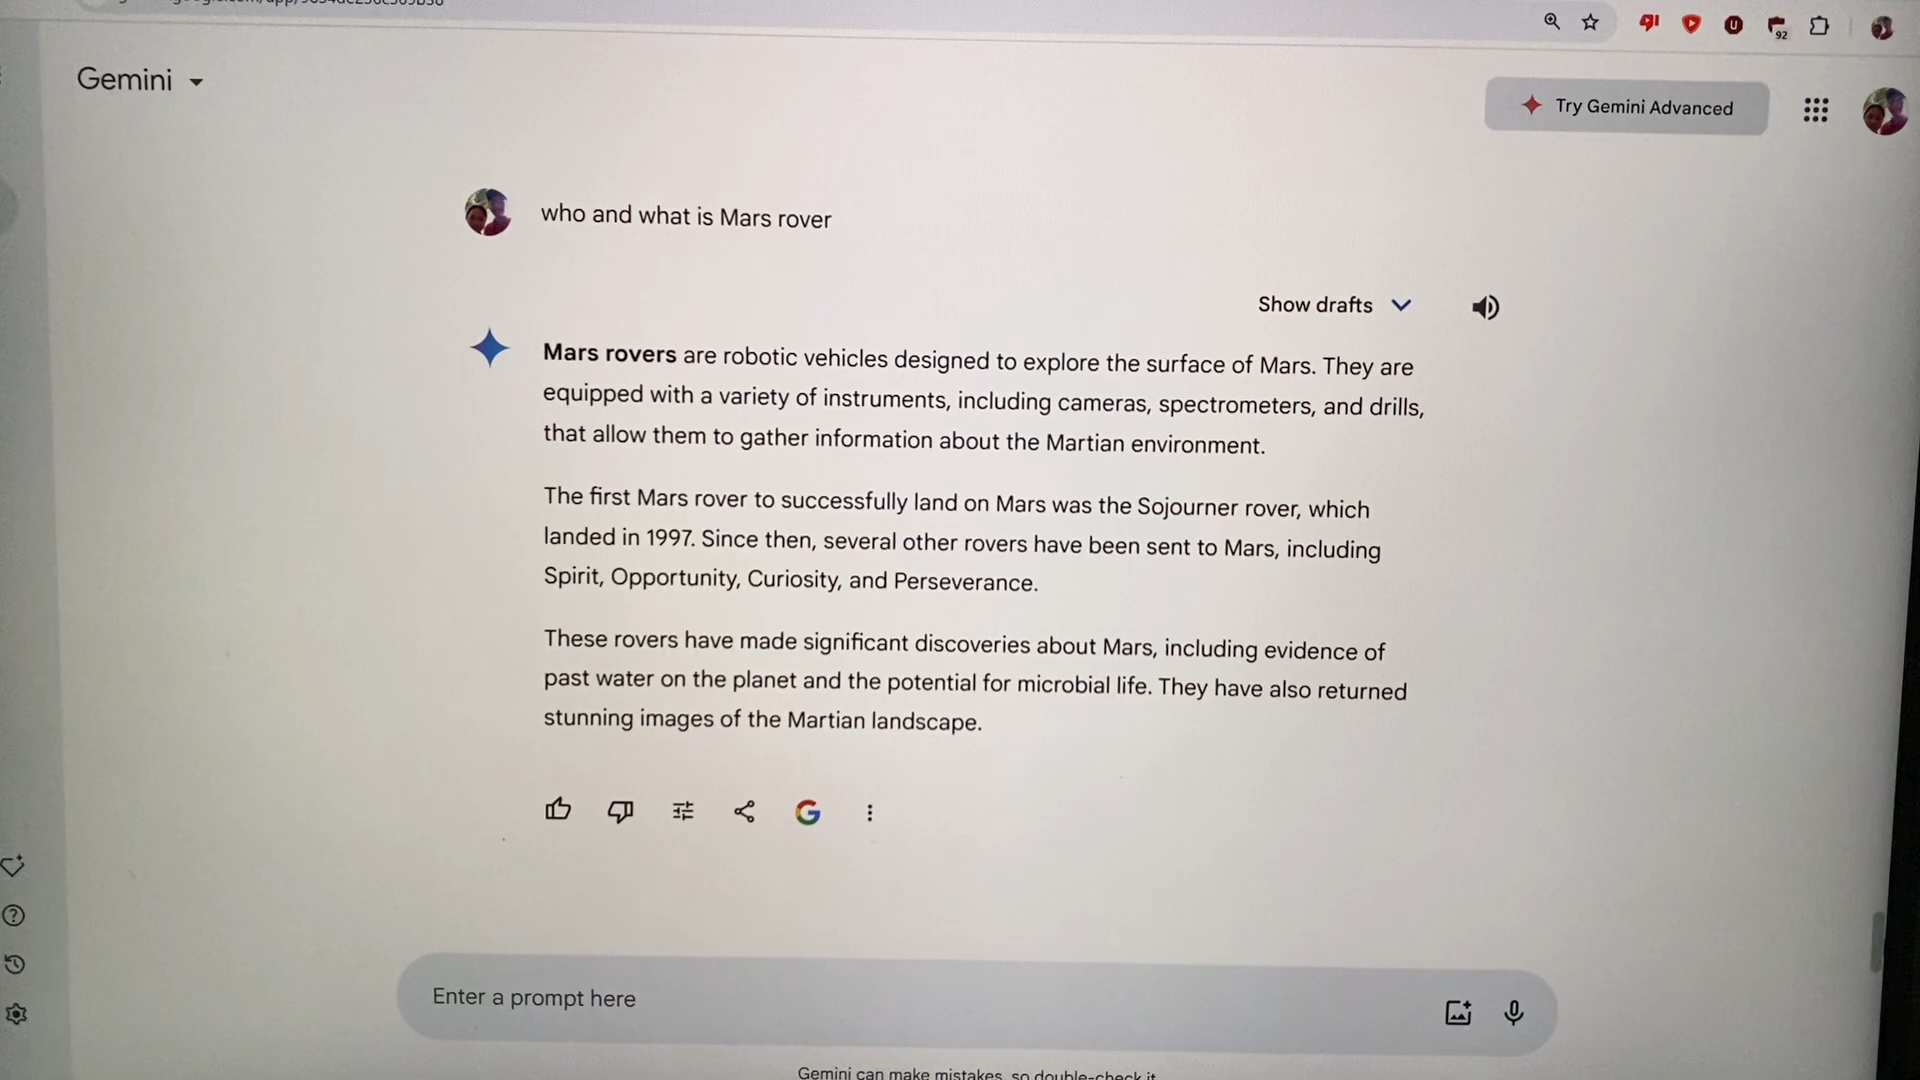 92
Gemini
Try Gemini Advanced
who and what is Mars rover
Show drafts
Mars rovers are robotic vehicles designed to explore the surface of Mars. They are
equipped with a variety of instruments, including cameras, spectrometers, and drills,
that allow them to gather information about the Martian environment.
The first Mars rover to successfully land on Mars was the Sojourner rover, which
landed in 1997. Since then, several other rovers have been sent to Mars, including
Spirit, Opportunity, Curiosity, and Perseverance.
These rovers have made significant discoveries about Mars, including evidence of
past water on the planet and the potential for microbial life. They have also returned
stunning images of the Martian landscape.
Enter a prompt here
Gemini can make mistakes, so double-check it